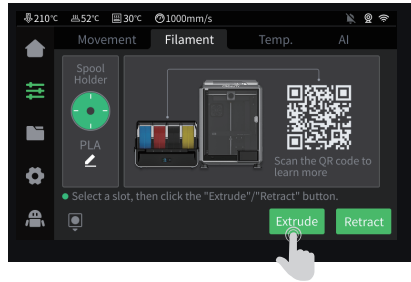 210℃ 52℃ 30℃ 1000mm/s
Movement Filament Temp. AI
Spool
Holder
PLA
Scan the QR code to
learn more
Select a slot, then click the "Extrude"/"Retract" button.
Extrude Retract